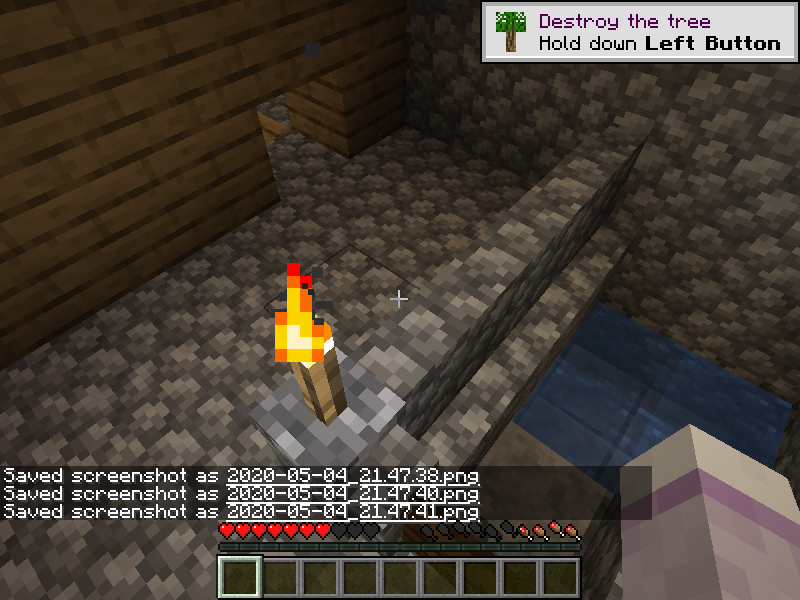 Destroy the tree
Hold down Left Button
Saved screenshot as 2020-05-04_21.47.38.png
Saved screenshot as 2020-05-04_21.47.40.png
Saved screenshot as 2020-05-04_21.47.41.png